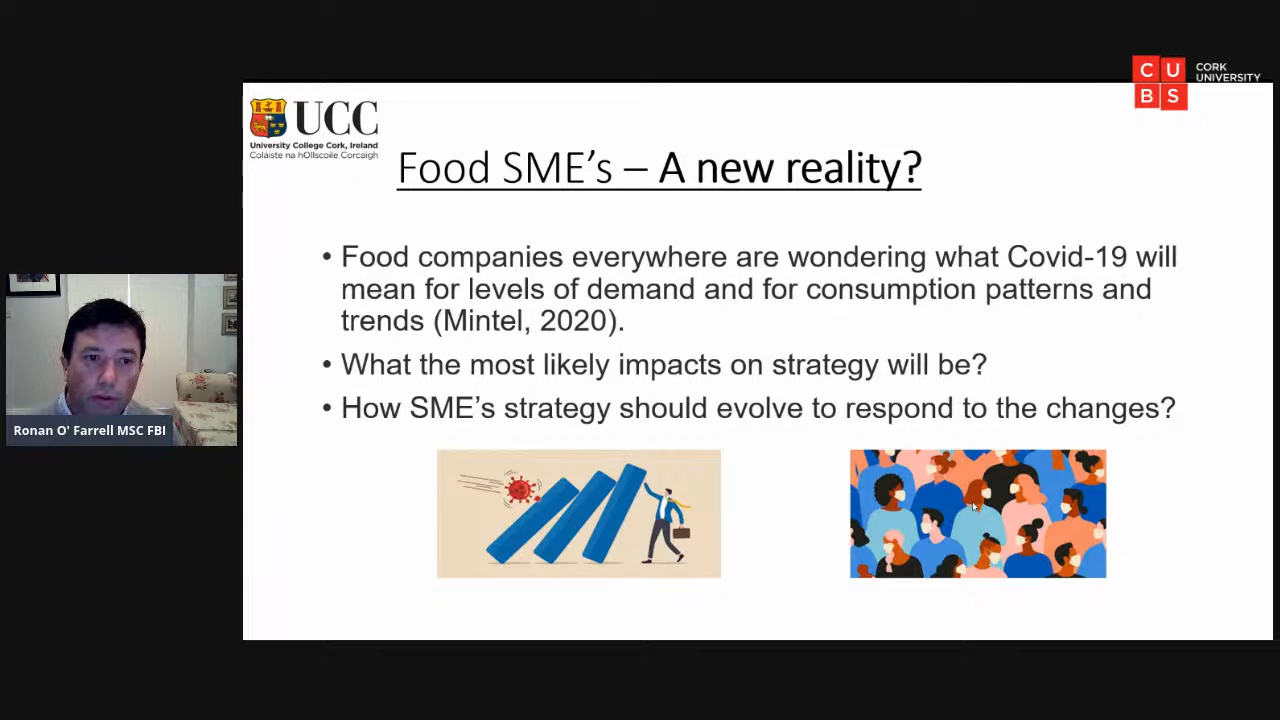 CUBS
CORK
UNIVERSITY
UCC
University College Cork, Ireland
Coláiste na hOllscoile Corcaigh
Food SME's – A new reality?
• Food companies everywhere are wondering what Covid-19 will
mean for levels of demand and for consumption patterns and
trends (Mintel, 2020).
• What the most likely impacts on strategy will be?
• How SME's strategy should evolve to respond to the changes?
Ronan O' Farrell MSC FBI